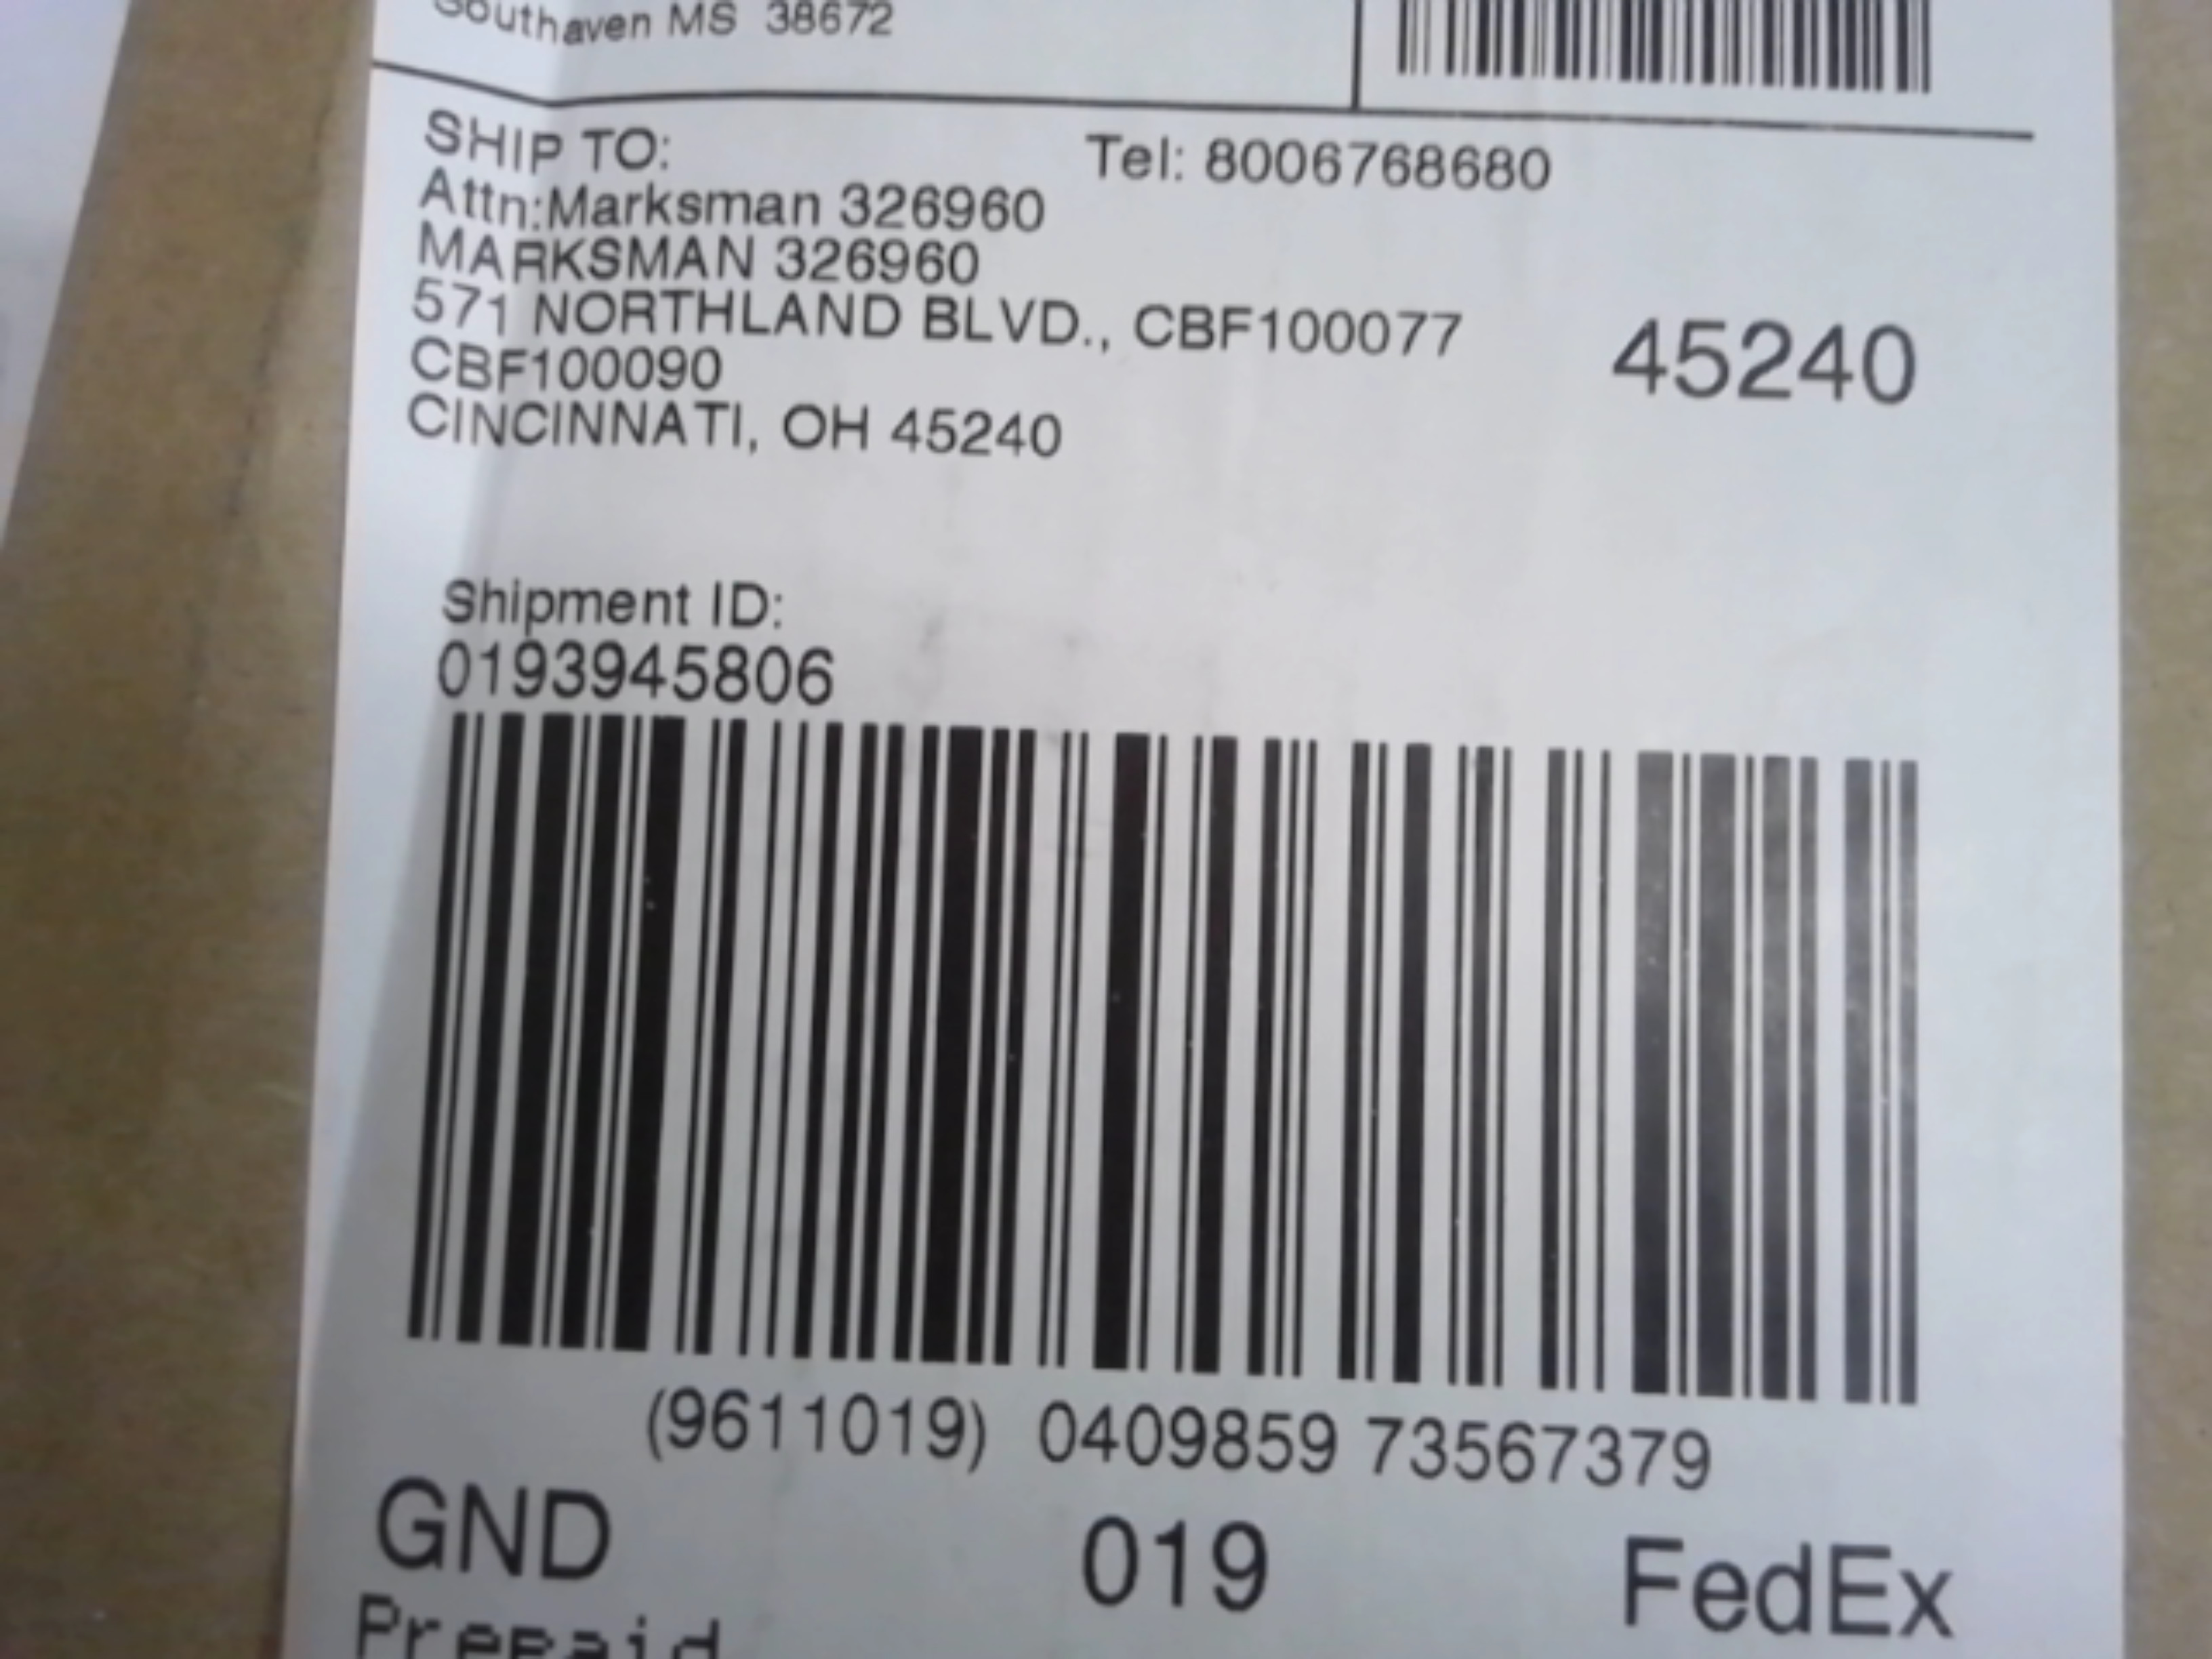 Southaven MS 38672
SHIP TO:
Tel: 8006768680
Attn:Marksman 326960
MARKSMAN 326960
571 NORTHLAND BLVD., CBF100077
CBF100090
CINCINNATI, OH 45240
45240
Shipment ID:
0193945806
(9611019) 0409859 73567379
GND
019
FedEx
Prepaid